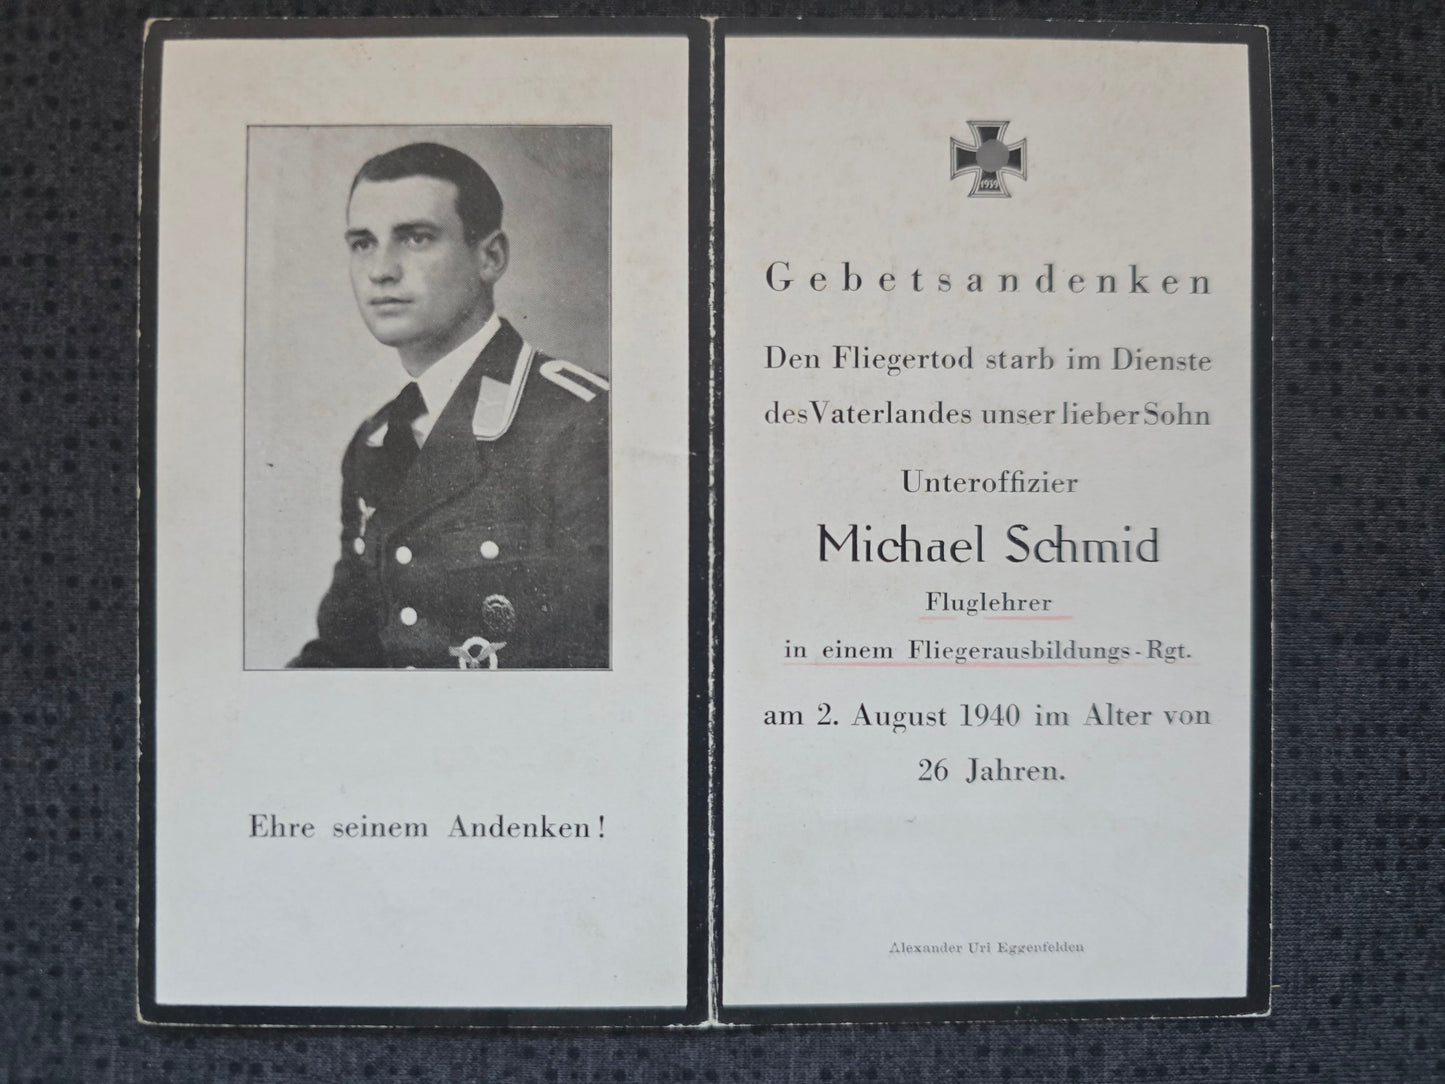 Ehre seinem Andenken!
1939
Gebetsandenken
Den Fliegertod starb im Dienste
des Vaterlandes unser lieber Sohn
Unteroffizier
Michael Schmid
Fluglehrer
in einem Fliegerausbildungs-Rgt.
am 2. August 1940 im Alter von
26 Jahren.
Alexander Uri Eggenfelden